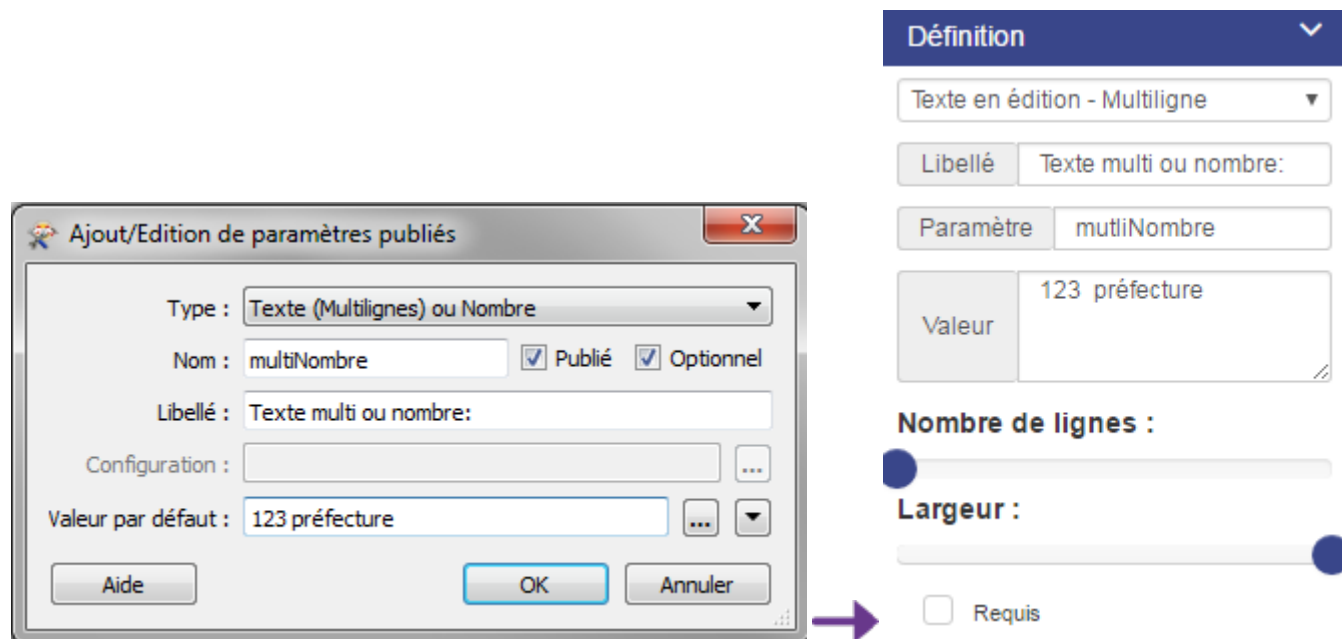 Ajout/Edition de paramètres publiés
Type : Texte (Multilignes) ou Nombre
Nom : multiNombre Publié Optionnel
Libellé : Texte multi ou nombre:
Configuration : ...
Valeur par défaut : 123 préfecture ...
Aide OK Annuler
Définition
Texte en édition - Multiligne
Libellé Texte multi ou nombre:
Paramètre mutliNombre
Valeur 123 préfecture
Nombre de lignes :
Largeur :
Requis